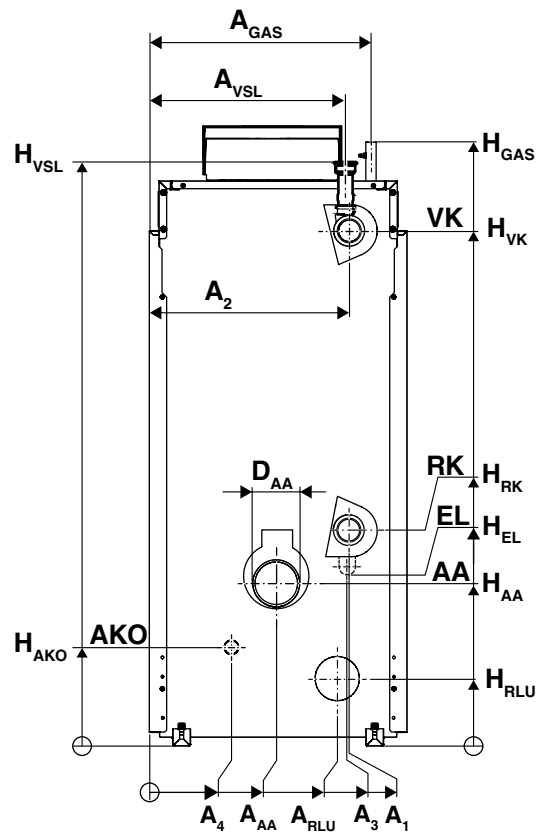 A_GAS
A_VSL
H_VSL
H_GAS
VK
H_VK
A_2
D_AA
RK
H_RK
EL
H_EL
AA
H_AA
AKO
H_AKO
H_RLU
A_4
A_AA
A_RLU
A_3
A_1